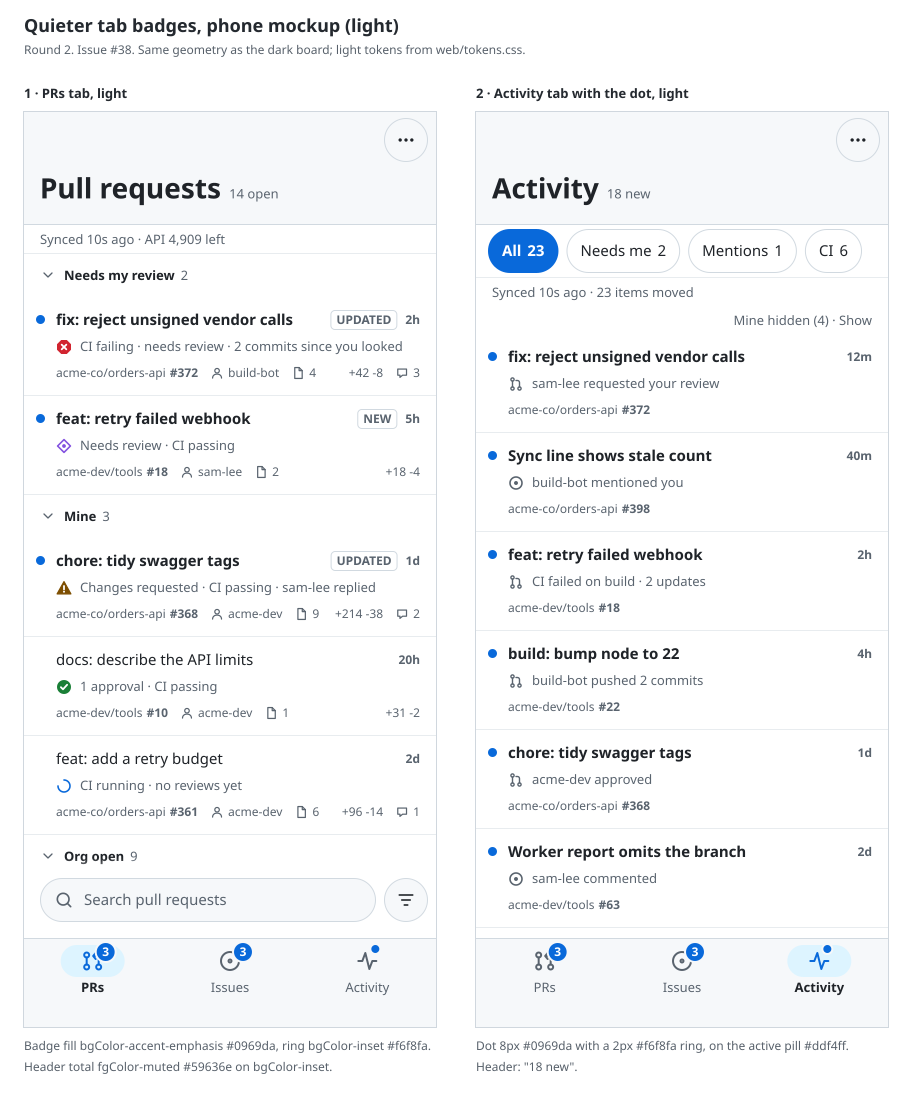 Quieter tab badges, phone mockup (light)
Round 2. Issue #38. Same geometry as the dark board; light tokens from web/tokens.css.
1 · PRs tab, light
Pull requests 14 open
Synced 10s ago · API 4,909 left
Needs my review 2
fix: reject unsigned vendor calls UPDATED 2h
CI failing · needs review · 2 commits since you looked
acme-co/orders-api #372 build-bot 4 +42 -8 3
feat: retry failed webhook NEW 5h
Needs review · CI passing
acme-dev/tools #18 sam-lee 2 +18 -4
Mine 3
chore: tidy swagger tags UPDATED 1d
Changes requested · CI passing · sam-lee replied
acme-co/orders-api #368 acme-dev 9 +214 -38 2
docs: describe the API limits 20h
1 approval · CI passing
acme-dev/tools #10 acme-dev 1 +31 -2
feat: add a retry budget 2d
CI running · no reviews yet
acme-co/orders-api #361 acme-dev 6 +96 -14 1
Org open 9
Search pull requests
3 3
PRs Issues Activity
Badge fill bgColor-accent-emphasis #0969da, ring bgColor-inset #f6f8fa.
Header total fgColor-muted #59636e on bgColor-inset.
2 · Activity tab with the dot, light
Activity 18 new
All 23 Needs me 2 Mentions 1 CI 6
Synced 10s ago · 23 items moved
Mine hidden (4) · Show
fix: reject unsigned vendor calls 12m
sam-lee requested your review
acme-co/orders-api #372
Sync line shows stale count 40m
build-bot mentioned you
acme-co/orders-api #398
feat: retry failed webhook 2h
CI failed on build · 2 updates
acme-dev/tools #18
build: bump node to 22 4h
build-bot pushed 2 commits
acme-dev/tools #22
chore: tidy swagger tags 1d
acme-dev approved
acme-co/orders-api #368
Worker report omits the branch 2d
sam-lee commented
acme-co/orders-api #63
3 3
PRs Issues Activity
Dot 8px #0969da with a 2px #f6f8fa ring, on the active pill #ddf4ff.
Header: "18 new".